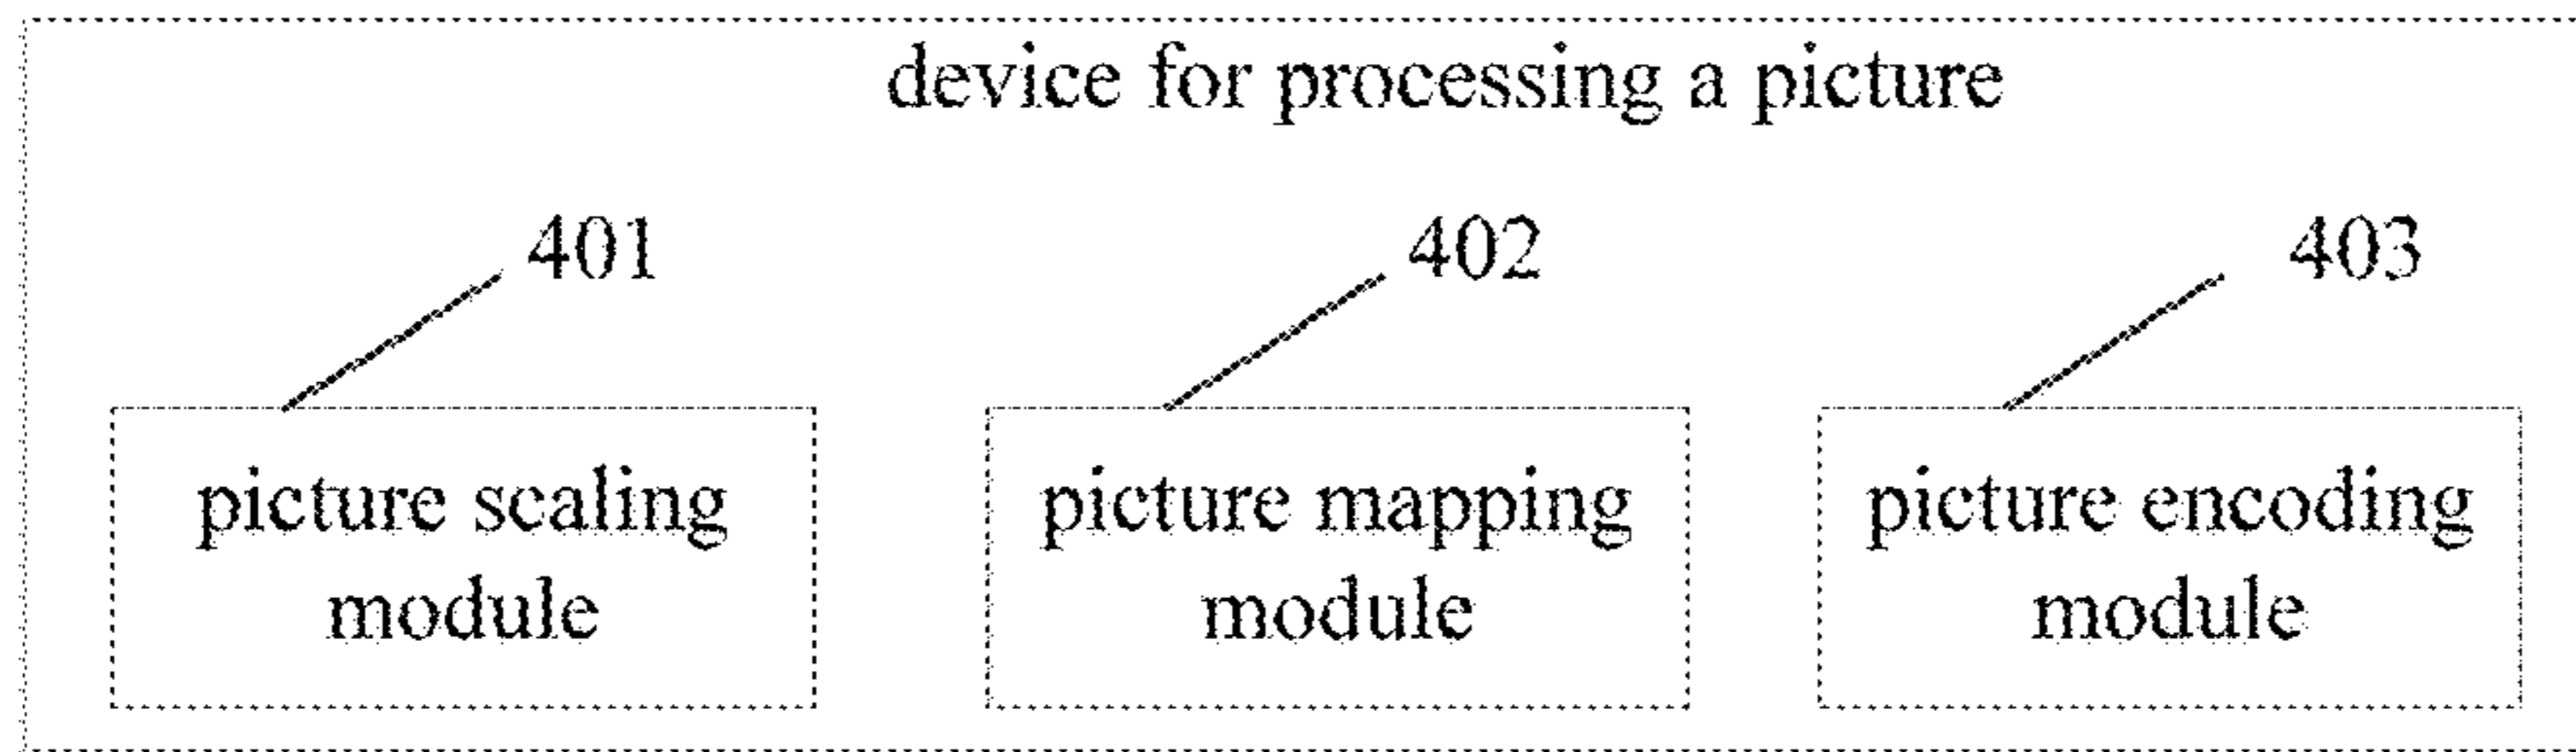 device for processing a picture
401 402 403
picture scaling picture mapping picture encoding
module module module